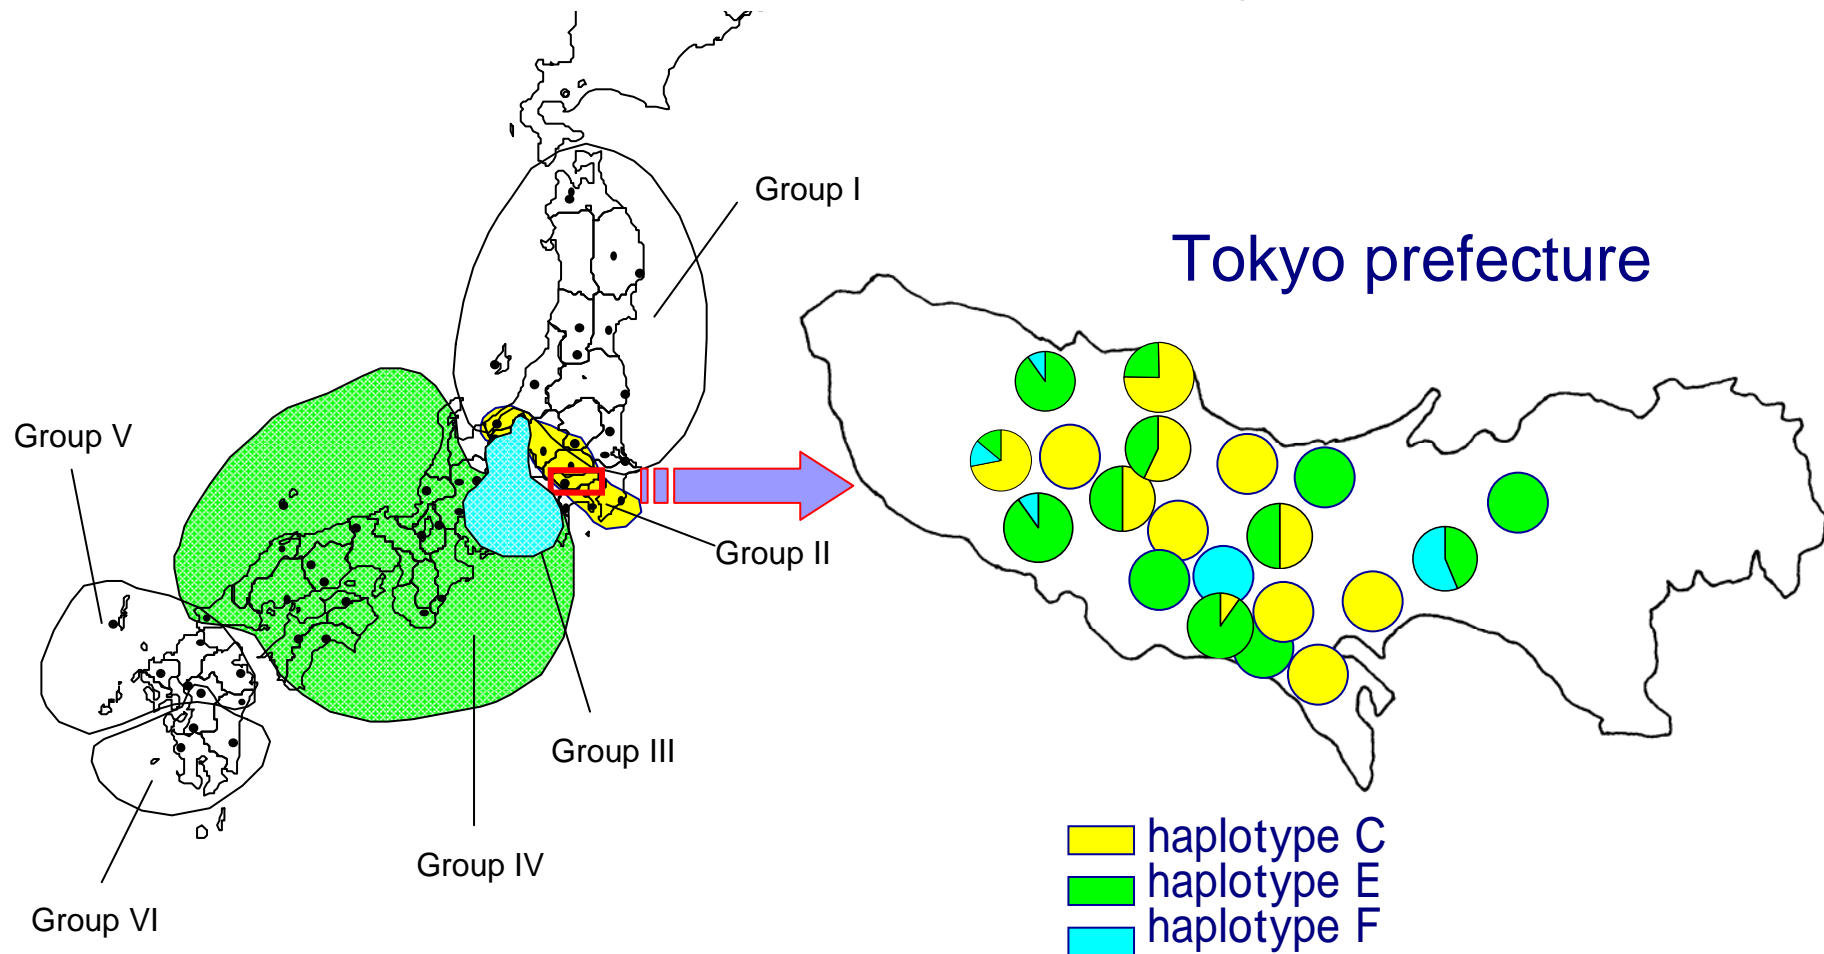 Group I
Tokyo prefecture
Group V
Group II
Group III
Group IV
Group VI
haplotype C
haplotype E
haplotype F